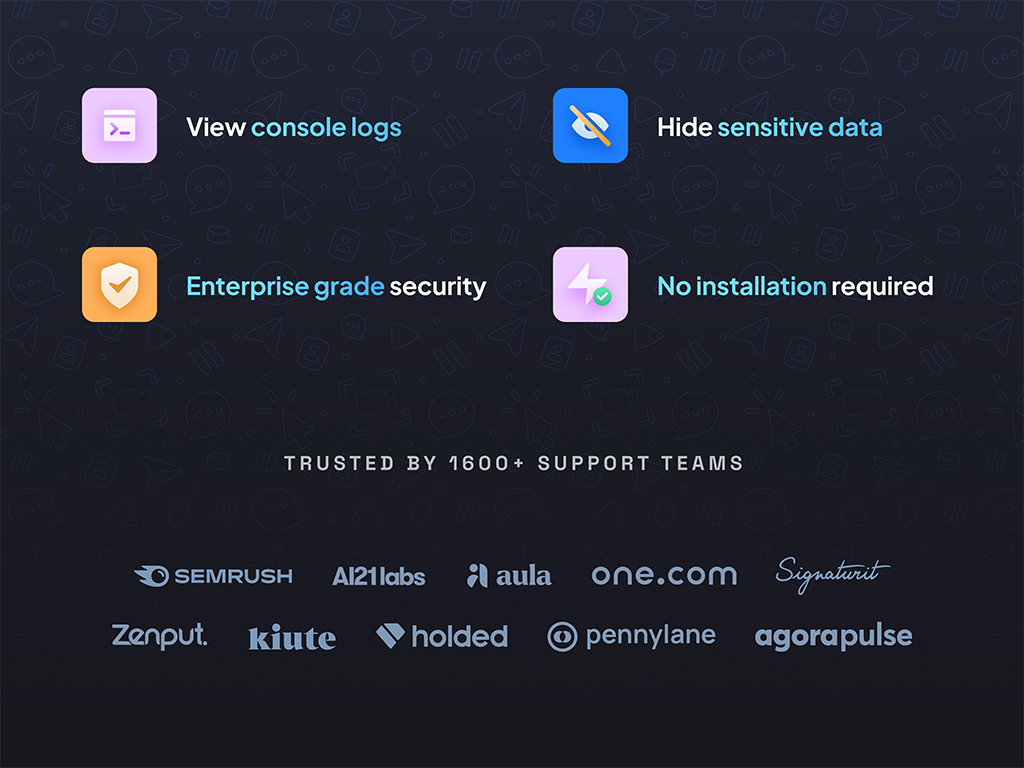 View console logs
Hide sensitive data
Enterprise grade security
No installation required
TRUSTED BY 1600+ SUPPORT TEAMS
SEMRUSH
AI21labs
aula
one.com
Signaturit
Zenput.
kiute
holded
pennylane
agorapulse